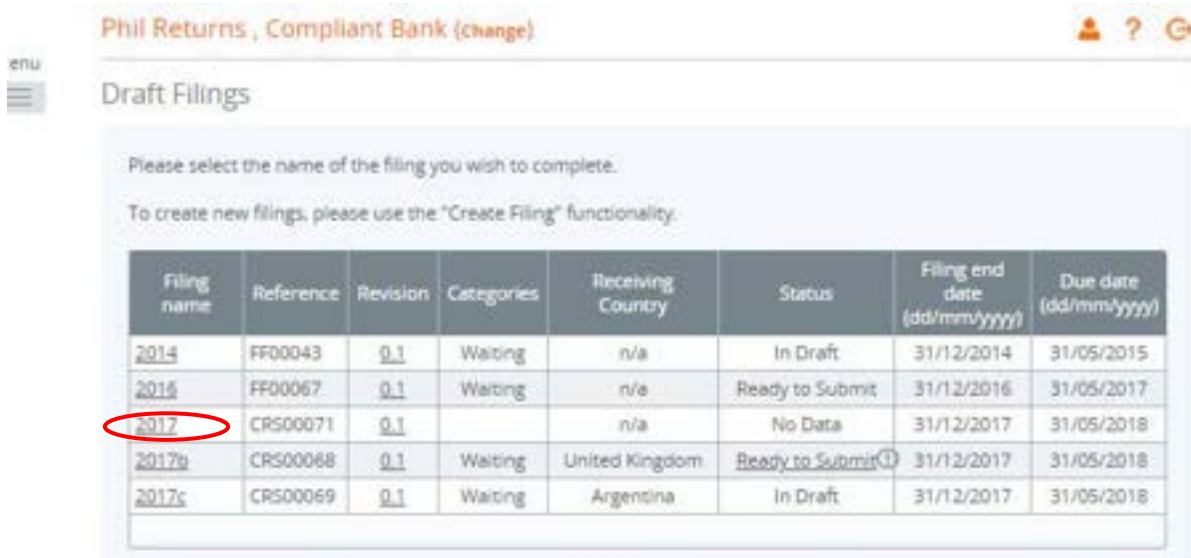 Phil Returns , Compliant Bank (Change)
?
enu
Draft Filings
Please select the name of the filing you wish to complete.
To create new filings, please use the "Create Filing" functionality.
Filing name Reference Revision Categories Receiving Country Status Filing end date (dd/mm/yyyy) Due date (dd/mm/yyyy)
2014 FF00043 0.1 Waiting n/a In Draft 31/12/2014 31/05/2015
2016 FF00067 0.1 Waiting n/a Ready to Submit 31/12/2016 31/05/2017
2017 CRS00071 0.1 n/a No Data 31/12/2017 31/05/2018
2017b CRS00068 0.1 Waiting United Kingdom Ready to Submit 31/12/2017 31/05/2018
2017c CRS00069 0.1 Waiting Argentina In Draft 31/12/2017 31/05/2018